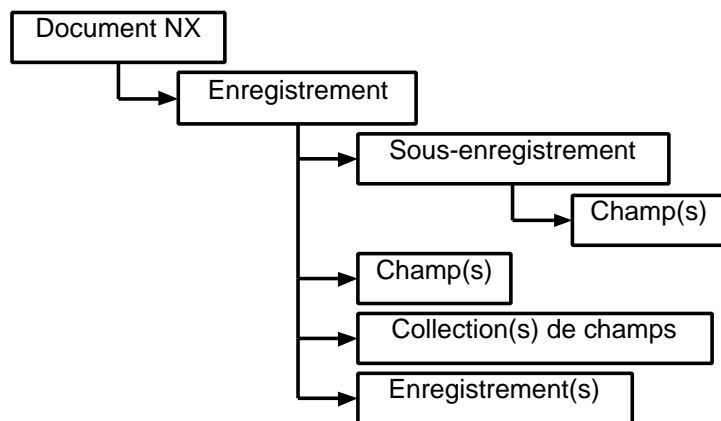 Document NX
Enregistrement
Sous-enregistrement
Champ(s)
Champ(s)
Collection(s) de champs
Enregistrement(s)